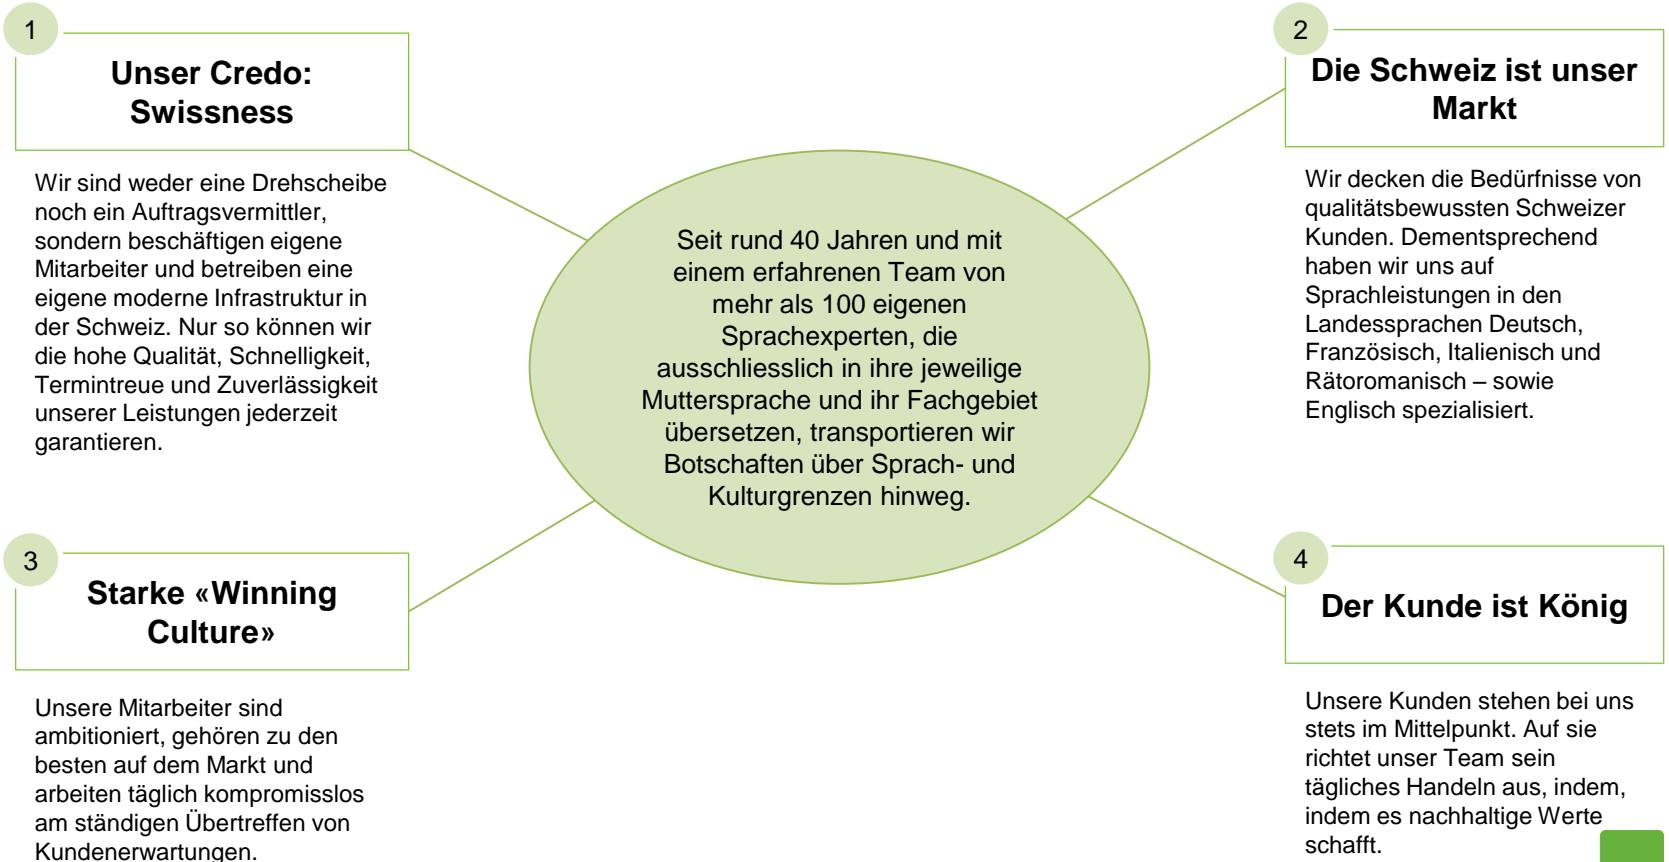 1
Unser Credo:
Swissness
Wir sind weder eine Drehscheibe
noch ein Auftragsvermittler,
sondern beschäftigen eigene
Mitarbeiter und betreiben eine
eigene moderne Infrastruktur in
der Schweiz. Nur so können wir
die hohe Qualität, Schnelligkeit,
Termintreue und Zuverlässigkeit
unserer Leistungen jederzeit
garantieren.
2
Die Schweiz ist unser
Markt
Wir decken die Bedürfnisse von
qualitätsbewussten Schweizer
Kunden. Dementsprechend
haben wir uns auf
Sprachleistungen in den
Landessprachen Deutsch,
Französisch, Italienisch und
Rätoromanisch – sowie
Englisch spezialisiert.
Seit rund 40 Jahren und mit
einem erfahrenen Team von
mehr als 100 eigenen
Sprachexperten, die
ausschliesslich in ihre jeweilige
Muttersprache und ihr Fachgebiet
übersetzen, transportieren wir
Botschaften über Sprach- und
Kulturgrenzen hinweg.
3
Starke «Winning
Culture»
Unsere Mitarbeiter sind
ambitioniert, gehören zu den
besten auf dem Markt und
arbeiten täglich kompromisslos
am ständigen Übertreffen von
Kundenerwartungen.
4
Der Kunde ist König
Unsere Kunden stehen bei uns
stets im Mittelpunkt. Auf sie
richtet unser Team sein
tägliches Handeln aus, indem,
indem es nachhaltige Werte
schafft.